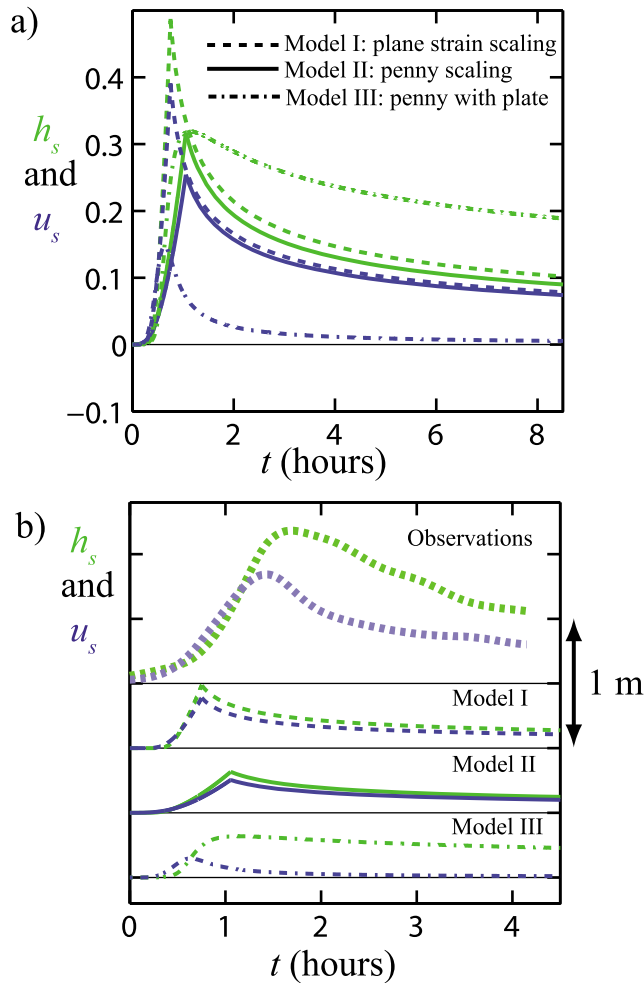 a)
Model I: plane strain scaling
Model II: penny scaling
Model III: penny with plate
h_s
and
u_s
0.4
0.3
0.2
0.1
0
−0.1
0 2 4 6 8
t (hours)
b)
h_s
and
u_s
Observations
Model I
1 m
Model II
Model III
0 1 2 3 4
t (hours)